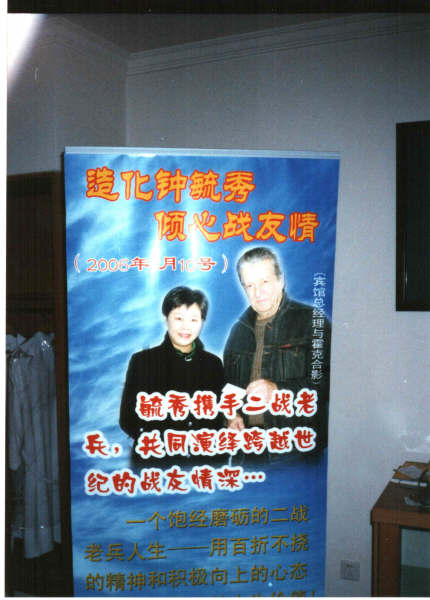 造化钟毓秀
倾心战友情
（2006年 月10号）
（宾馆总经理与霍克合影）
毓秀携手二战老
兵，共同演绎跨越世
纪的战友情深…
一个饱经磨砺的二战
老兵人生——用百折不挠
的精神和积极向上的心态